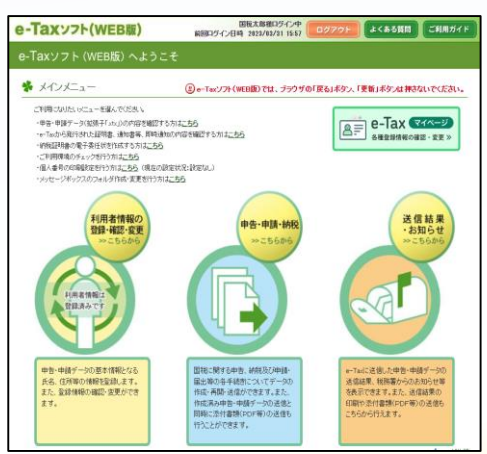 e-Taxソフト(WEB版)
国税太郎様ログイン中
前回ログイン日時 2023/03/31 15:57
ログアウト
よくある質問
ご利用ガイド
e-Taxソフト(WEB版) へようこそ
メインメニュー
e-Taxソフト(WEB版)では、ブラウザの「戻る」ボタン、「更新」ボタンは押さないでください。
ご利用になりたいメニューを選んでください。
・申告・申請データ(拡張子「.xtx」)の内容を確認する方はこちら
・e-Taxから発行された証明書、通知書等、即時通知の内容を確認する方はこちら
・納税証明書の電子委任状を作成する方はこちら
・ご利用環境のチェックを行う方はこちら
・個人番号の印刷設定を行う方はこちら (現在の設定状況:設定なし)
・メッセージボックスのフォルダ作成・変更を行う方はこちら
e-Tax マイページ
各種登録情報の確認・変更 »
利用者情報の
登録・確認・変更
>>こちらから
利用者情報は
登録済みです
申告・申請データの基本情報となる
氏名、住所等の情報を登録します。
また、登録情報の確認・変更ができ
ます。
申告・申請・納税
>>こちらから
国税に関する申告、納税及び申請・
届出等の各手続きについてデータの
作成・再開・送信ができます。また、
作成済み申告・申請データの送信と
同時に添付書類(PDF等)の送信も
行うことができます。
送信結果
・お知らせ
>>こちらから
e-Taxに送信した申告・申請データの
送信結果、税務署からのお知らせ等
を表示できます。また、送信結果の
印刷や添付書類(PDF等)の送信も
こちらから行えます。